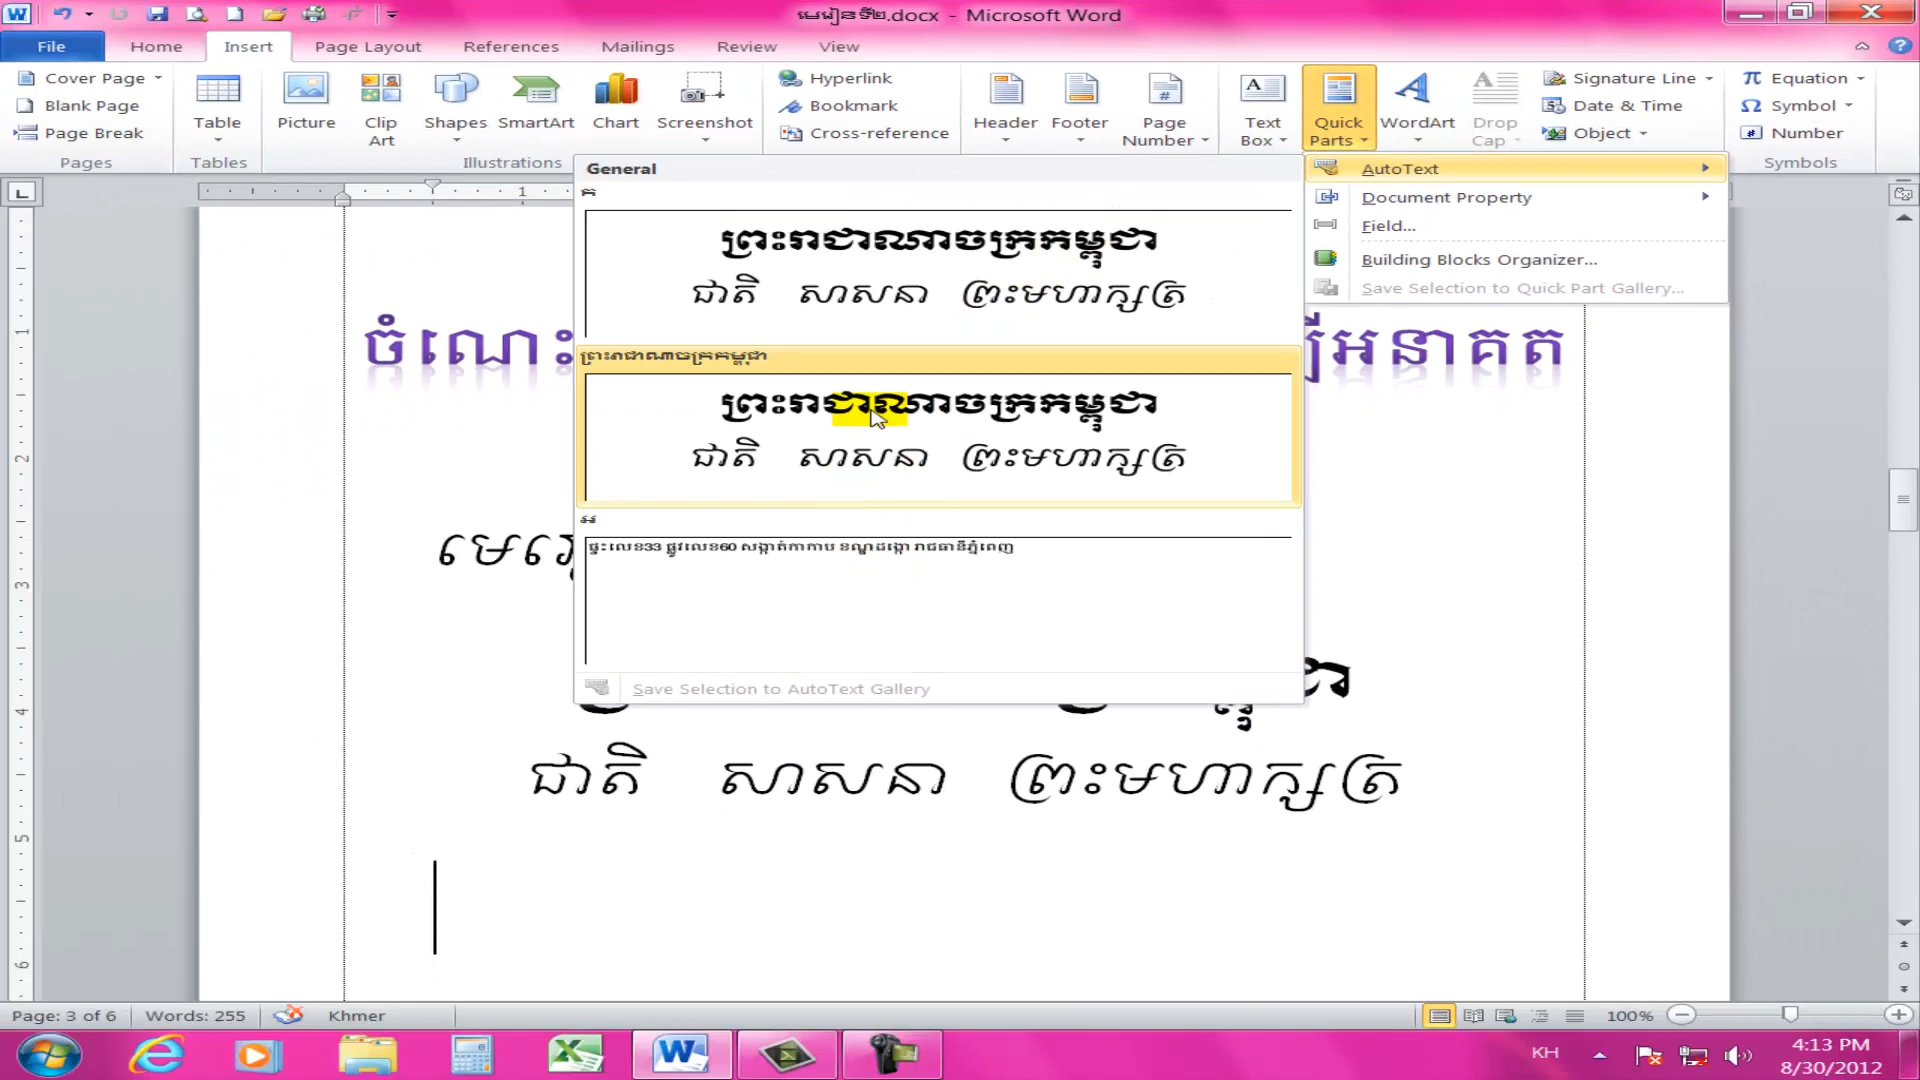 មេរៀនទី២.docx - Microsoft Word
File Home Insert Page Layout References Mailings Review View
Cover Page
Blank Page
Page Break
Pages
Table
Tables
Picture
Clip Art
Shapes
SmartArt
Chart
Screenshot
Illustrations
Hyperlink
Bookmark
Cross-reference
Header
Footer
Page Number
Text Box
Quick Parts
WordArt
Drop Cap
Signature Line
Date & Time
Object
Equation
Symbol
Number
Symbols
AutoText
Document Property
Field...
Building Blocks Organizer...
Save Selection to Quick Part Gallery...
General
ក
ព្រះរាជាណាចក្រកម្ពុជា
ជាតិ សាសនា ព្រះមហាក្សត្រ
ព្រះរាជាណាចក្រកម្ពុជា
ព្រះរាជាណាចក្រកម្ពុជា
ជាតិ សាសនា ព្រះមហាក្សត្រ
អ
ផ្ទះលេខ33 ផ្លូវលេខ60 សង្កាត់កាកាប ខណ្ឌដង្កោ រាជធានីភ្នំពេញ
Save Selection to AutoText Gallery
ចំណេះ អនាគត
ជាតិ សាសនា ព្រះមហាក្សត្រ
Page: 3 of 6 Words: 255 Khmer 100%
KH
4:13 PM
8/30/2012